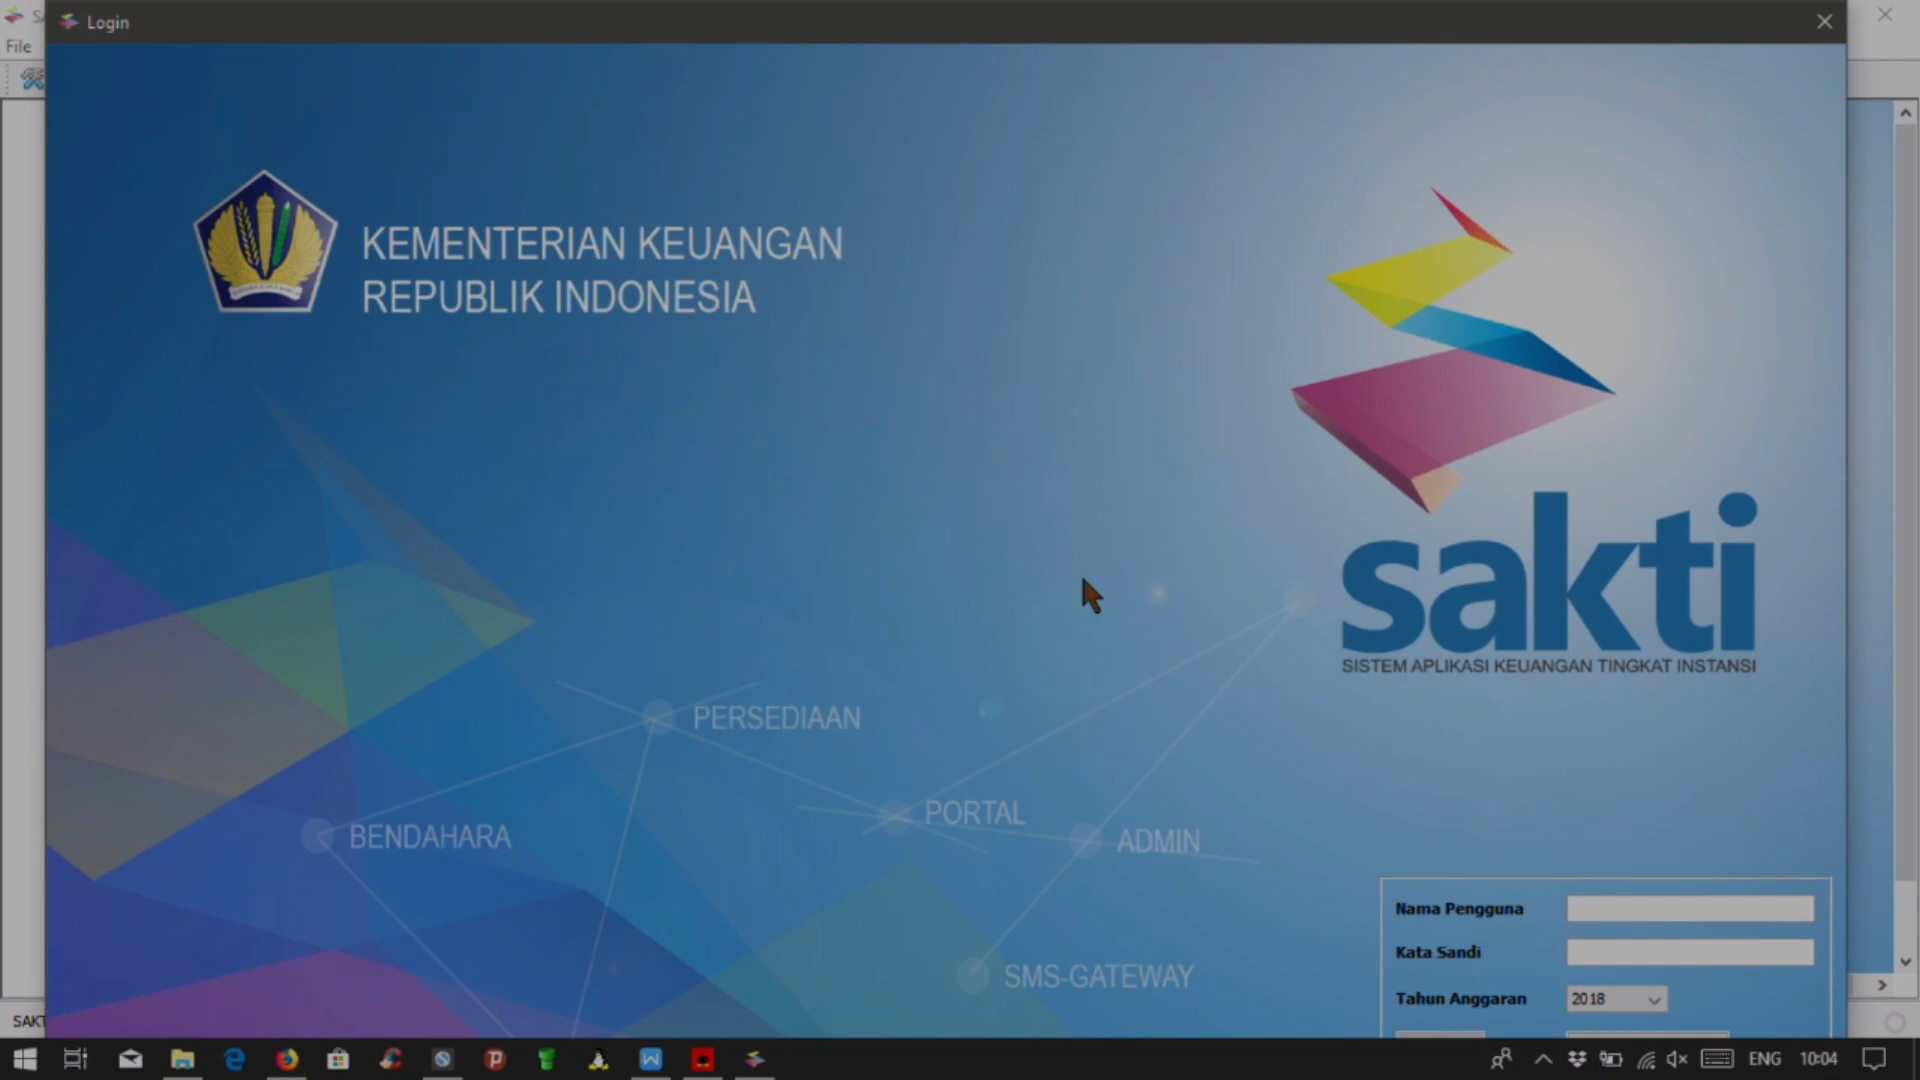 Login
File
KEMENTERIAN KEUANGAN
REPUBLIK INDONESIA
sakti
SISTEM APLIKASI KEUANGAN TINGKAT INSTANSI
PERSEDIAAN
PORTAL
BENDAHARA
ADMIN
SMS-GATEWAY
Nama Pengguna
Kata Sandi
Tahun Anggaran 2018
SAKT
ENG 10:04